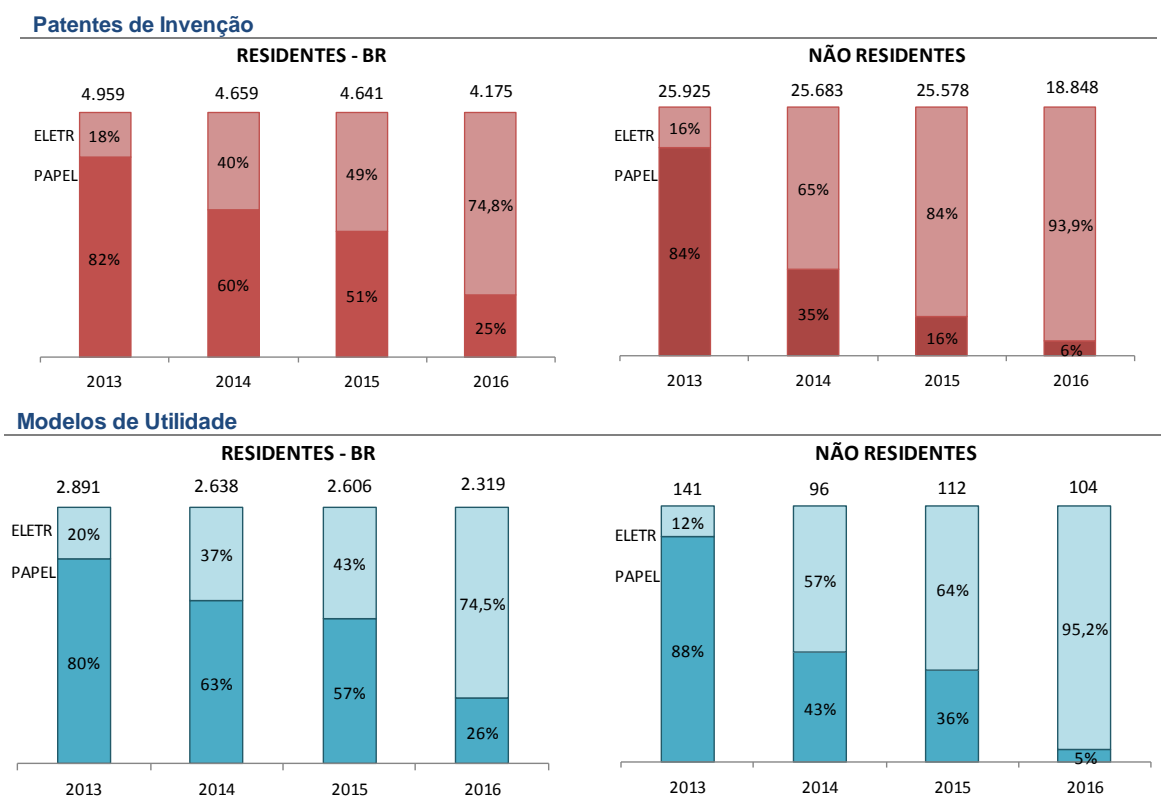 Patentes de Invenção
RESIDENTES - BR
4.959 4.659 4.641 4.175
ELETR 18% 40% 49% 74,8%
PAPEL 82% 60% 51% 25%
2013 2014 2015 2016
NÃO RESIDENTES
25.925 25.683 25.578 18.848
ELETR 16% 65% 84% 93,9%
PAPEL 84% 35% 16% 6%
2013 2014 2015 2016
Modelos de Utilidade
RESIDENTES - BR
2.891 2.638 2.606 2.319
ELETR 20% 37% 43% 74,5%
PAPEL 80% 63% 57% 26%
2013 2014 2015 2016
NÃO RESIDENTES
141 96 112 104
ELETR 12% 57% 64% 95,2%
PAPEL 88% 43% 36% 5%
2013 2014 2015 2016